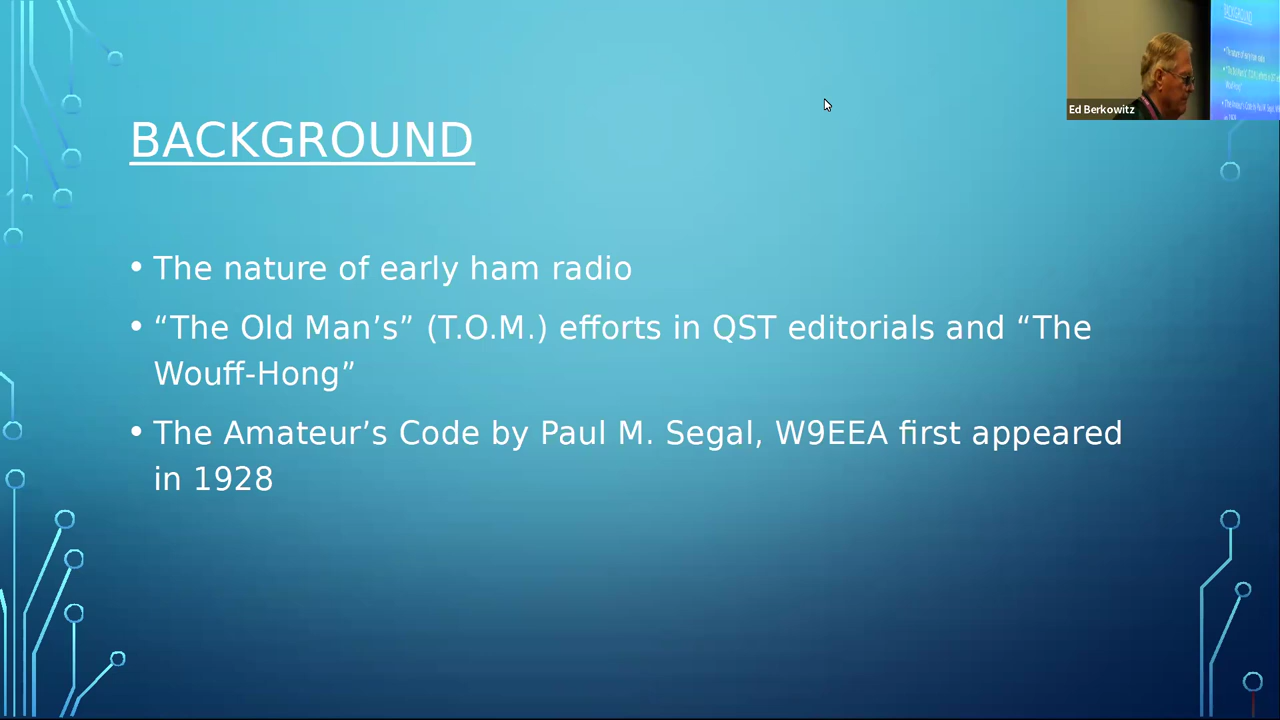 BACKGROUND
• The nature of early ham radio
• “The Old Man’s” (T.O.M.) efforts in QST editorials and “The
Wouff-Hong”
• The Amateur’s Code by Paul M. Segal, W9EEA first appeared
in 1928
Ed Berkowitz
BACKGROUND